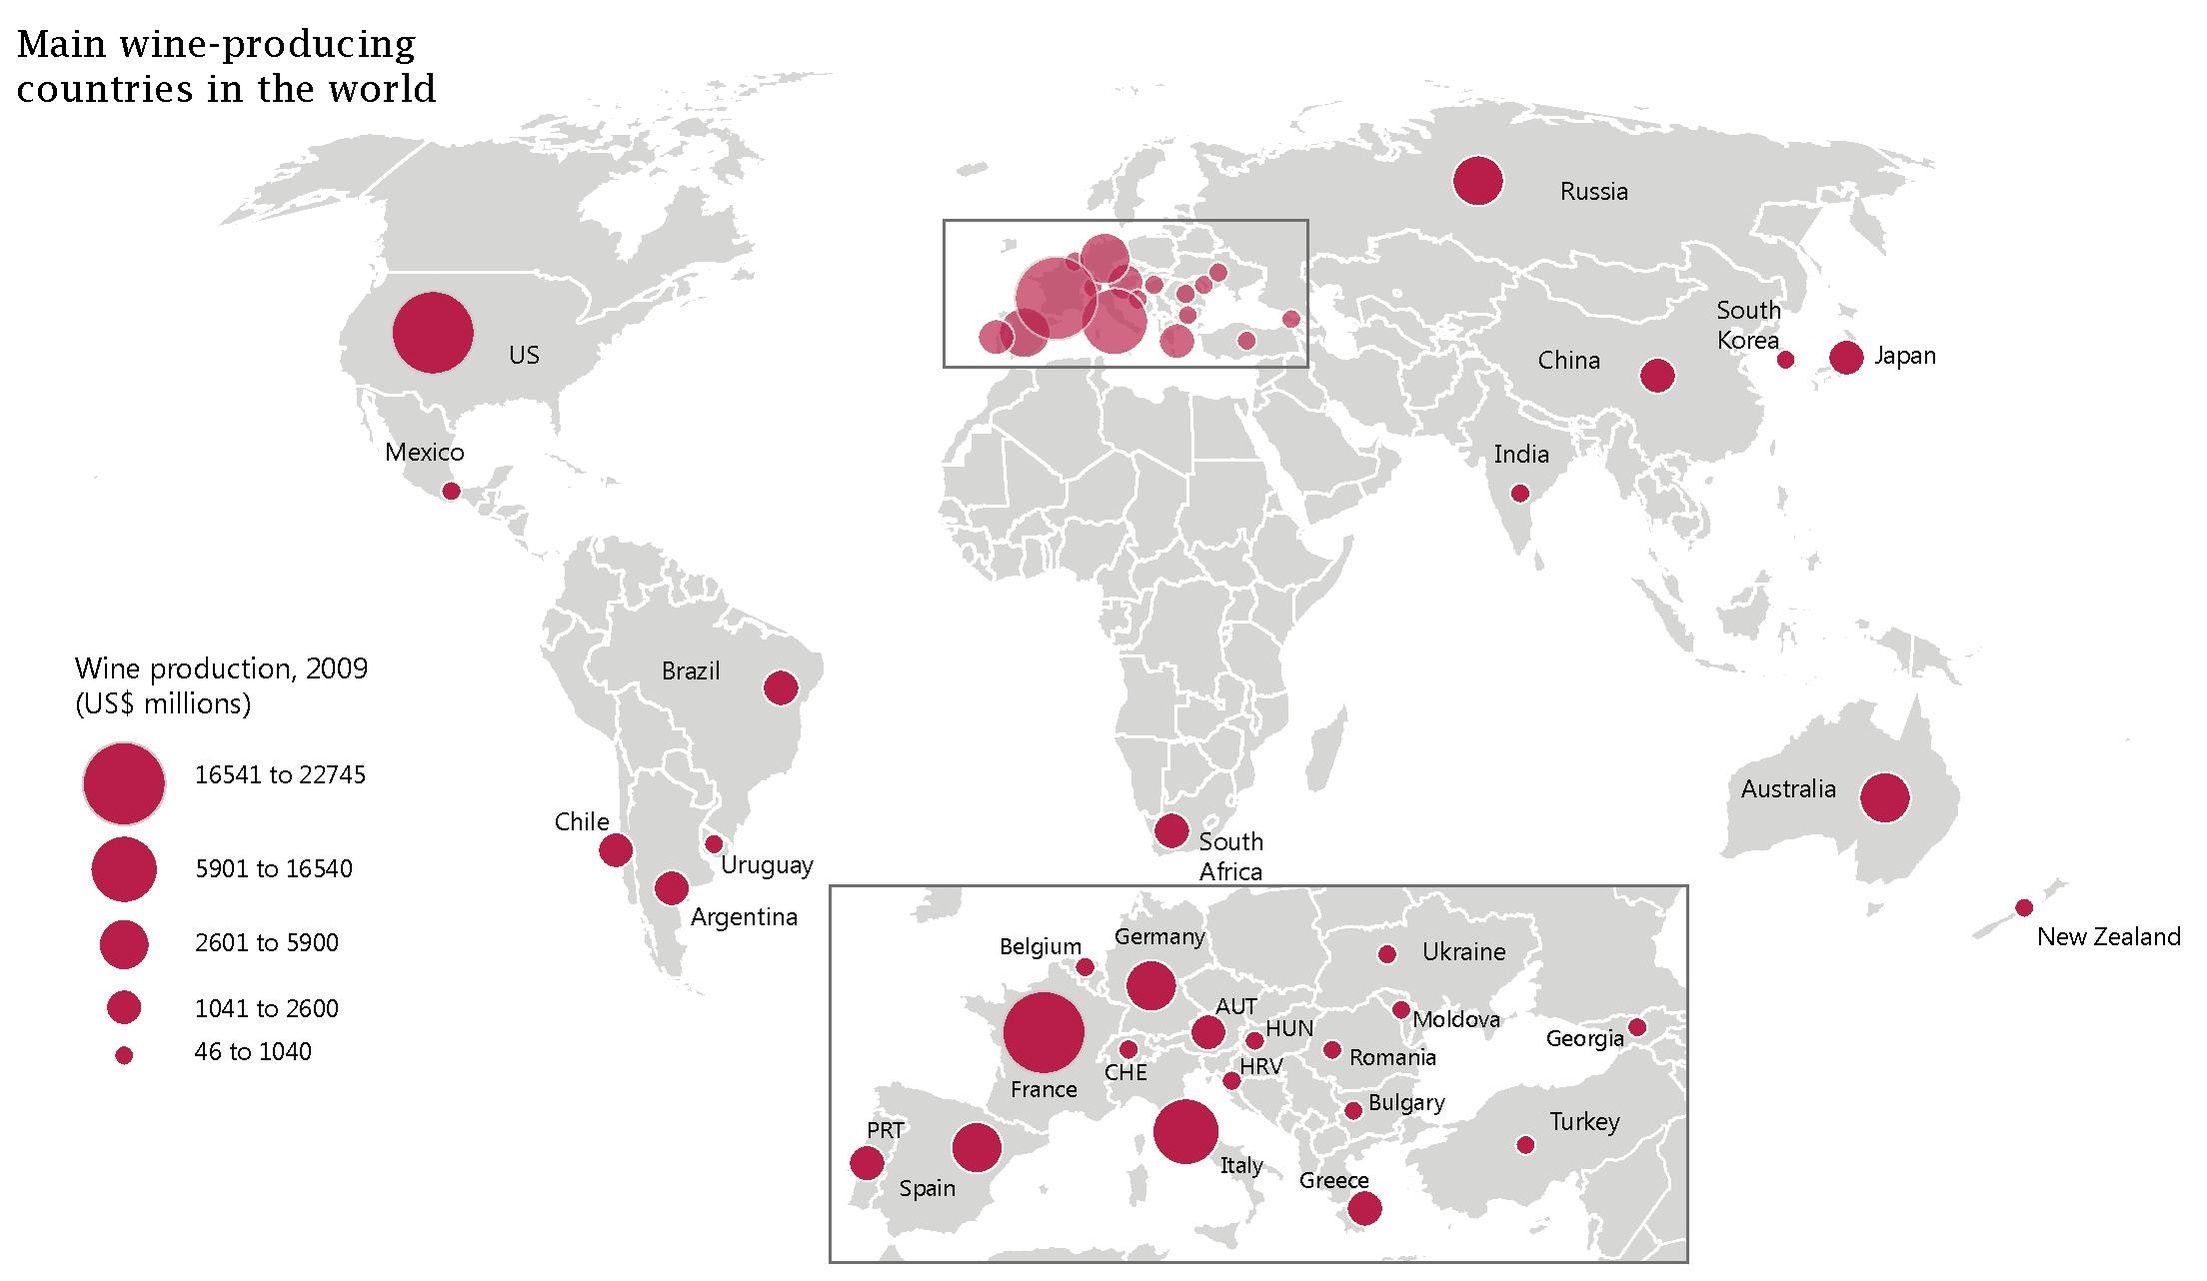 Main wine-producing
countries in the world
Russia
US
South
Korea
Japan
China
Mexico
India
Brazil
Wine production, 2009
(US$ millions)
16541 to 22745
5901 to 16540
2601 to 5900
1041 to 2600
46 to 1040
Chile
Uruguay
Argentina
South
Africa
Australia
New Zealand
Belgium
Germany
Ukraine
AUT
HUN
Moldova
Georgia
CHE
HRV
Romania
France
Bulgary
Turkey
PRT
Spain
Italy
Greece